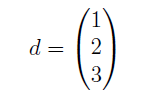 d = (1
2
3)